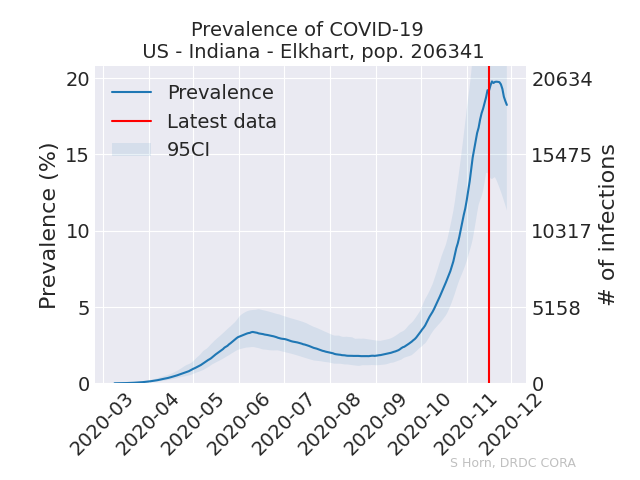 Prevalence of COVID-19
US - Indiana - Elkhart, pop. 206341
Prevalence
Latest data
95CI
Prevalence (%)
20
15
10
5
0
20634
15475
10317
5158
0
# of infections
2020-03
2020-04
2020-05
2020-06
2020-07
2020-08
2020-09
2020-10
2020-11
2020-12
S Horn, DRDC CORA